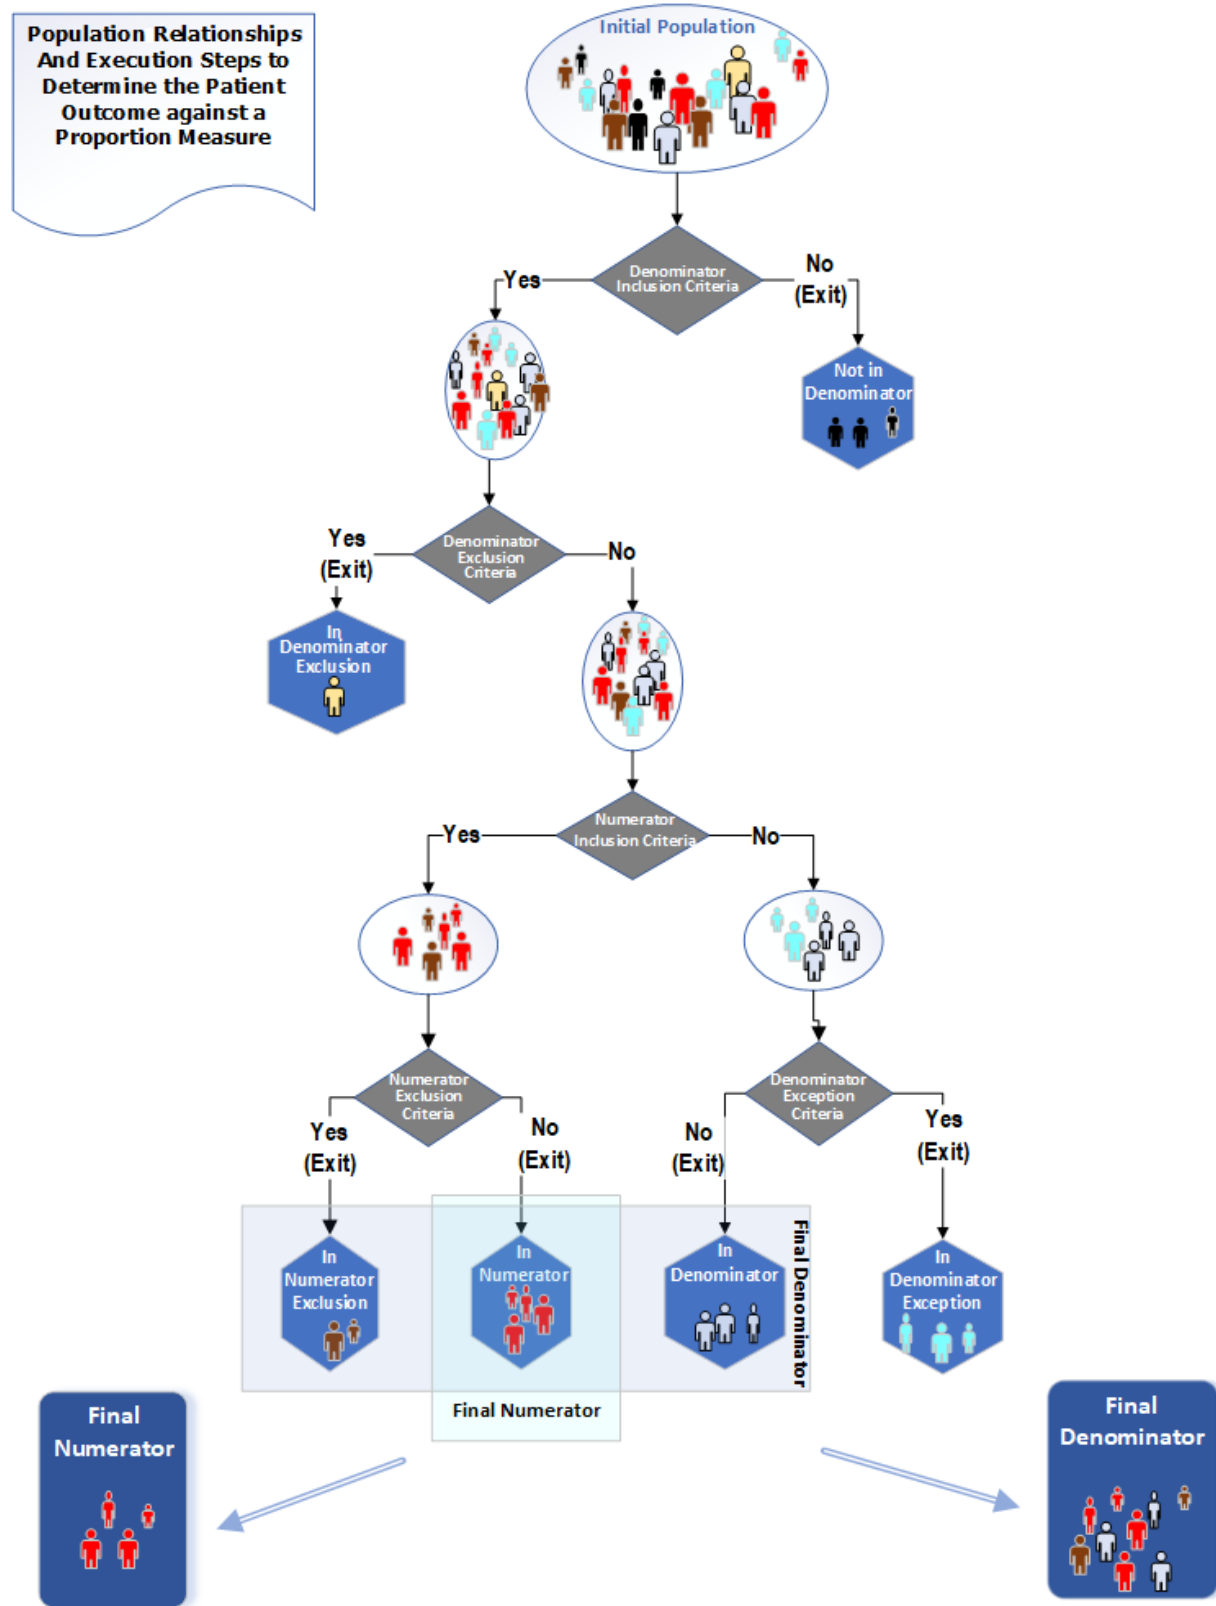 Population Relationships
And Execution Steps to
Determine the Patient
Outcome against a
Proportion Measure
Initial Population
Denominator
Inclusion Criteria
Yes
No
(Exit)
Not in
Denominator
Denominator
Exclusion
Criteria
Yes
(Exit)
No
In
Denominator
Exclusion
Numerator
Inclusion Criteria
Yes
No
Numerator
Exclusion
Criteria
Denominator
Exception
Criteria
Yes
(Exit)
No
(Exit)
No
(Exit)
Yes
(Exit)
In
Numerator
Exclusion
In
Numerator
In
Denominator
Final Denominator
In
Denominator
Exception
Final Numerator
Final
Numerator
Final
Denominator